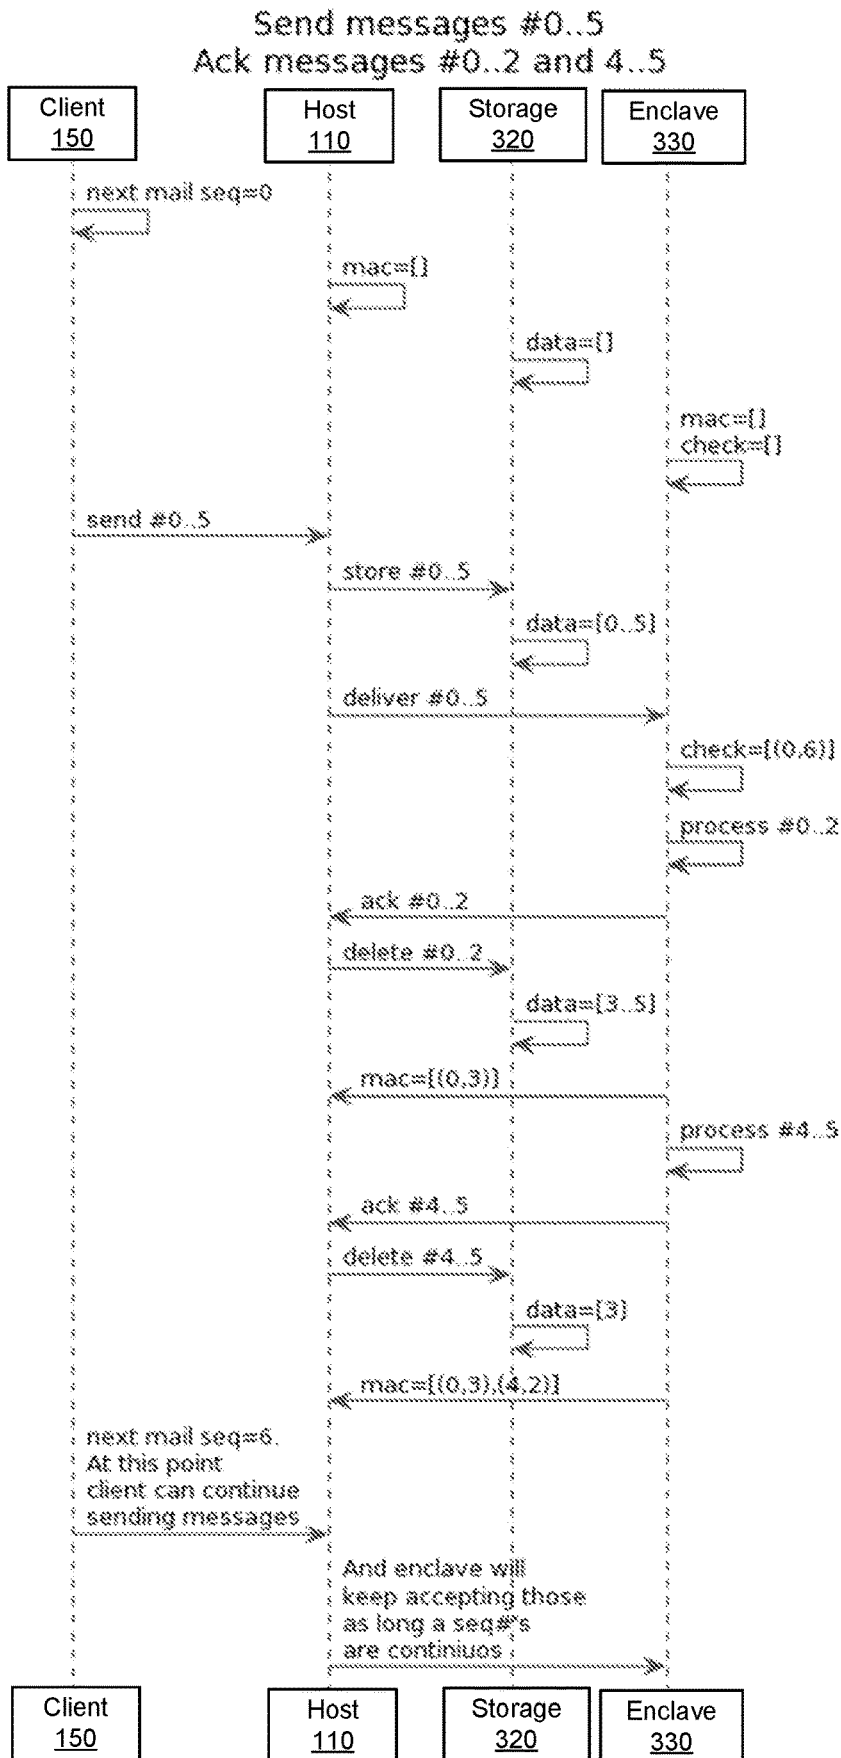 Send messages #0..5
Ack messages #0..2 and 4..5
Client
150
Host
110
Storage
320
Enclave
330
next mail seq=0
mac=[]
data=[]
mac=[]
check=[]
send #0..5
store #0..5
data=[0..5]
deliver #0..5
check=[(0,6)]
process #0..2
ack #0..2
delete #0..2
data=[3..5]
mac=[(0,3)]
process #4..5
ack #4..5
delete #4..5
data=[3]
mac=[(0,3),(4,2)]
next mail seq=6.
At this point
client can continue
sending messages
And enclave will
keep accepting those
as long a seq#'s
are continiuos
Client
150
Host
110
Storage
320
Enclave
330